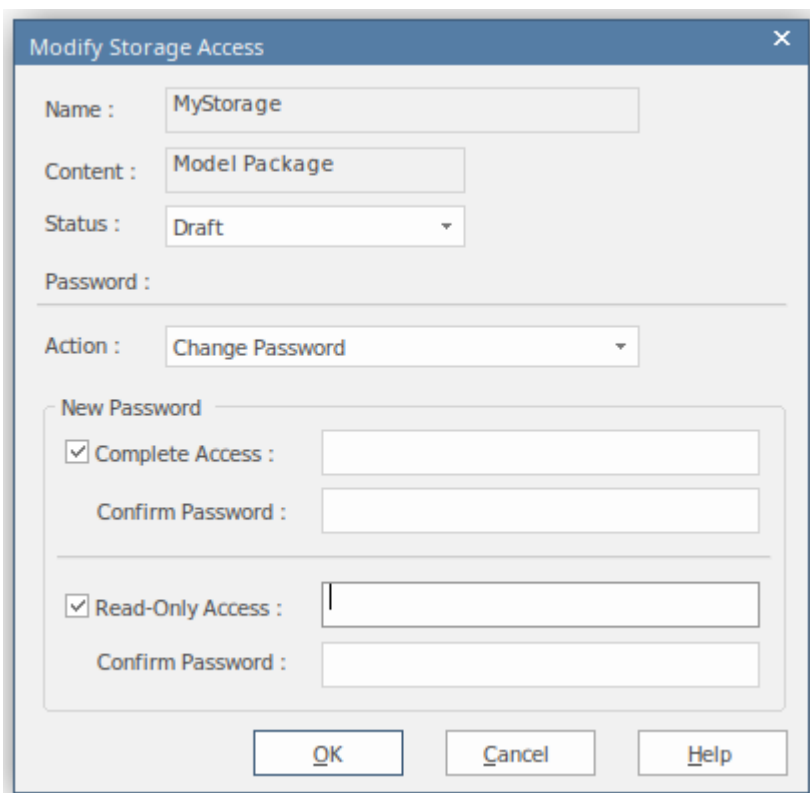 Modify Storage Access
Name : MyStorage
Content : Model Package
Status : Draft
Password :
Action : Change Password
New Password
Complete Access :
Confirm Password :
Read-Only Access :
Confirm Password :
OK Cancel Help